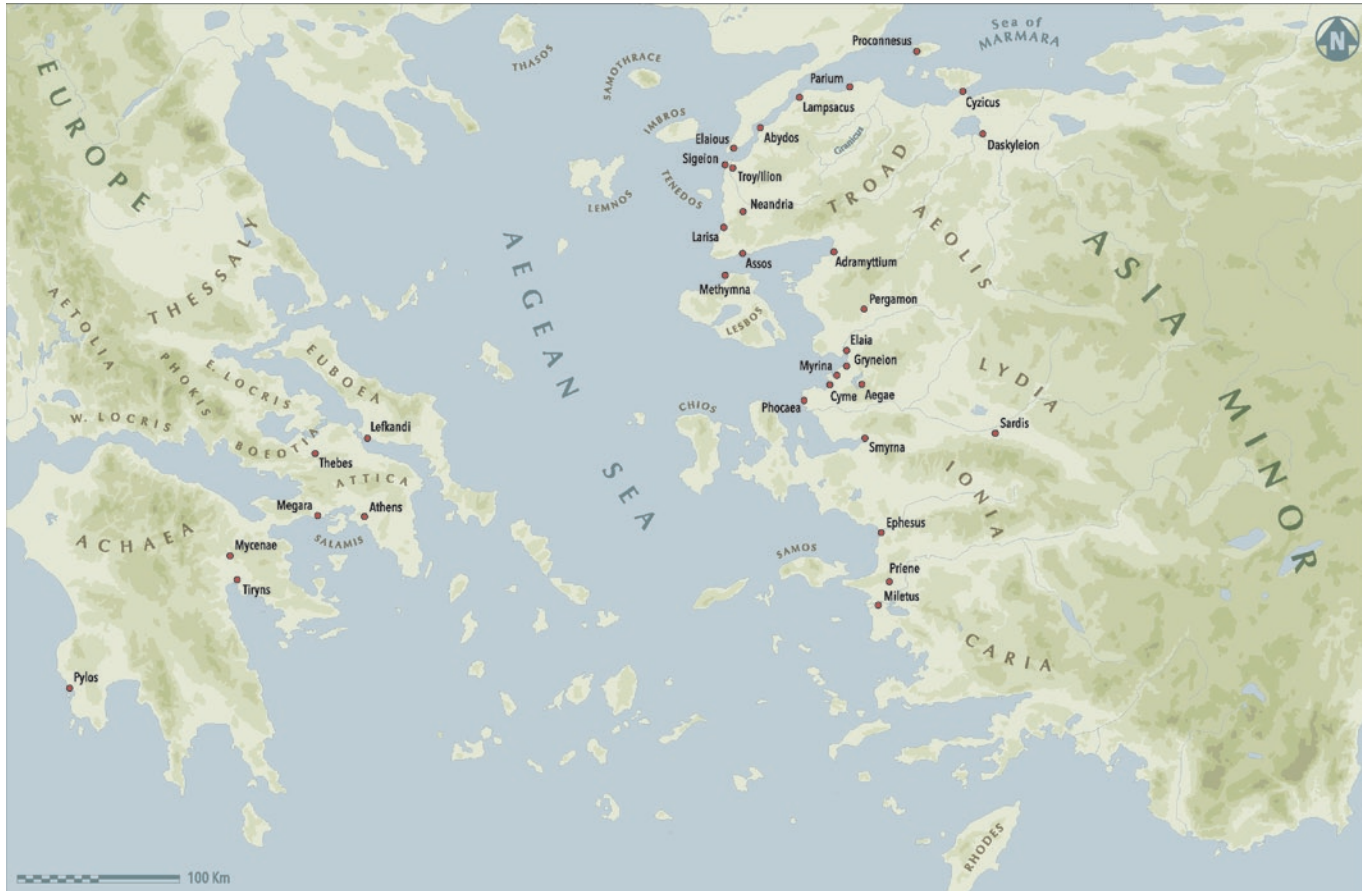 Sea of
MARMARA
N
Proconnesus
THASOS
SAMOTHRACE
EUROPE
Parium
Cyzicus
Lampsacus
IMBROS
Abydos
Granicus
Daskyleion
Elaious
Sigeion
Troy/Ilion
TROAD
TENEDOS
LEMNOS
Neandria
AEOLIS
Larisa
ASIA MINOR
THESSALY
AEGEAN SEA
Assos
Adramyttium
Methymna
AETOLIA
Pergamon
LESBOS
Elaia
Gryneion
PHOKIS
E. LOCRIS
EUBOEA
Myrina
LYDIA
Cyme
Aegae
Phocaea
CHIOS
W. LOCRIS
Lefkandi
BOEOTIA
Sardis
Smyrna
Thebes
ATTICA
IONIA
Megara
Athens
ACHAEA
SALAMIS
Ephesus
Mycenae
SAMOS
Priene
Tiryns
Miletus
CARIA
Pylos
RHODES
100 Km